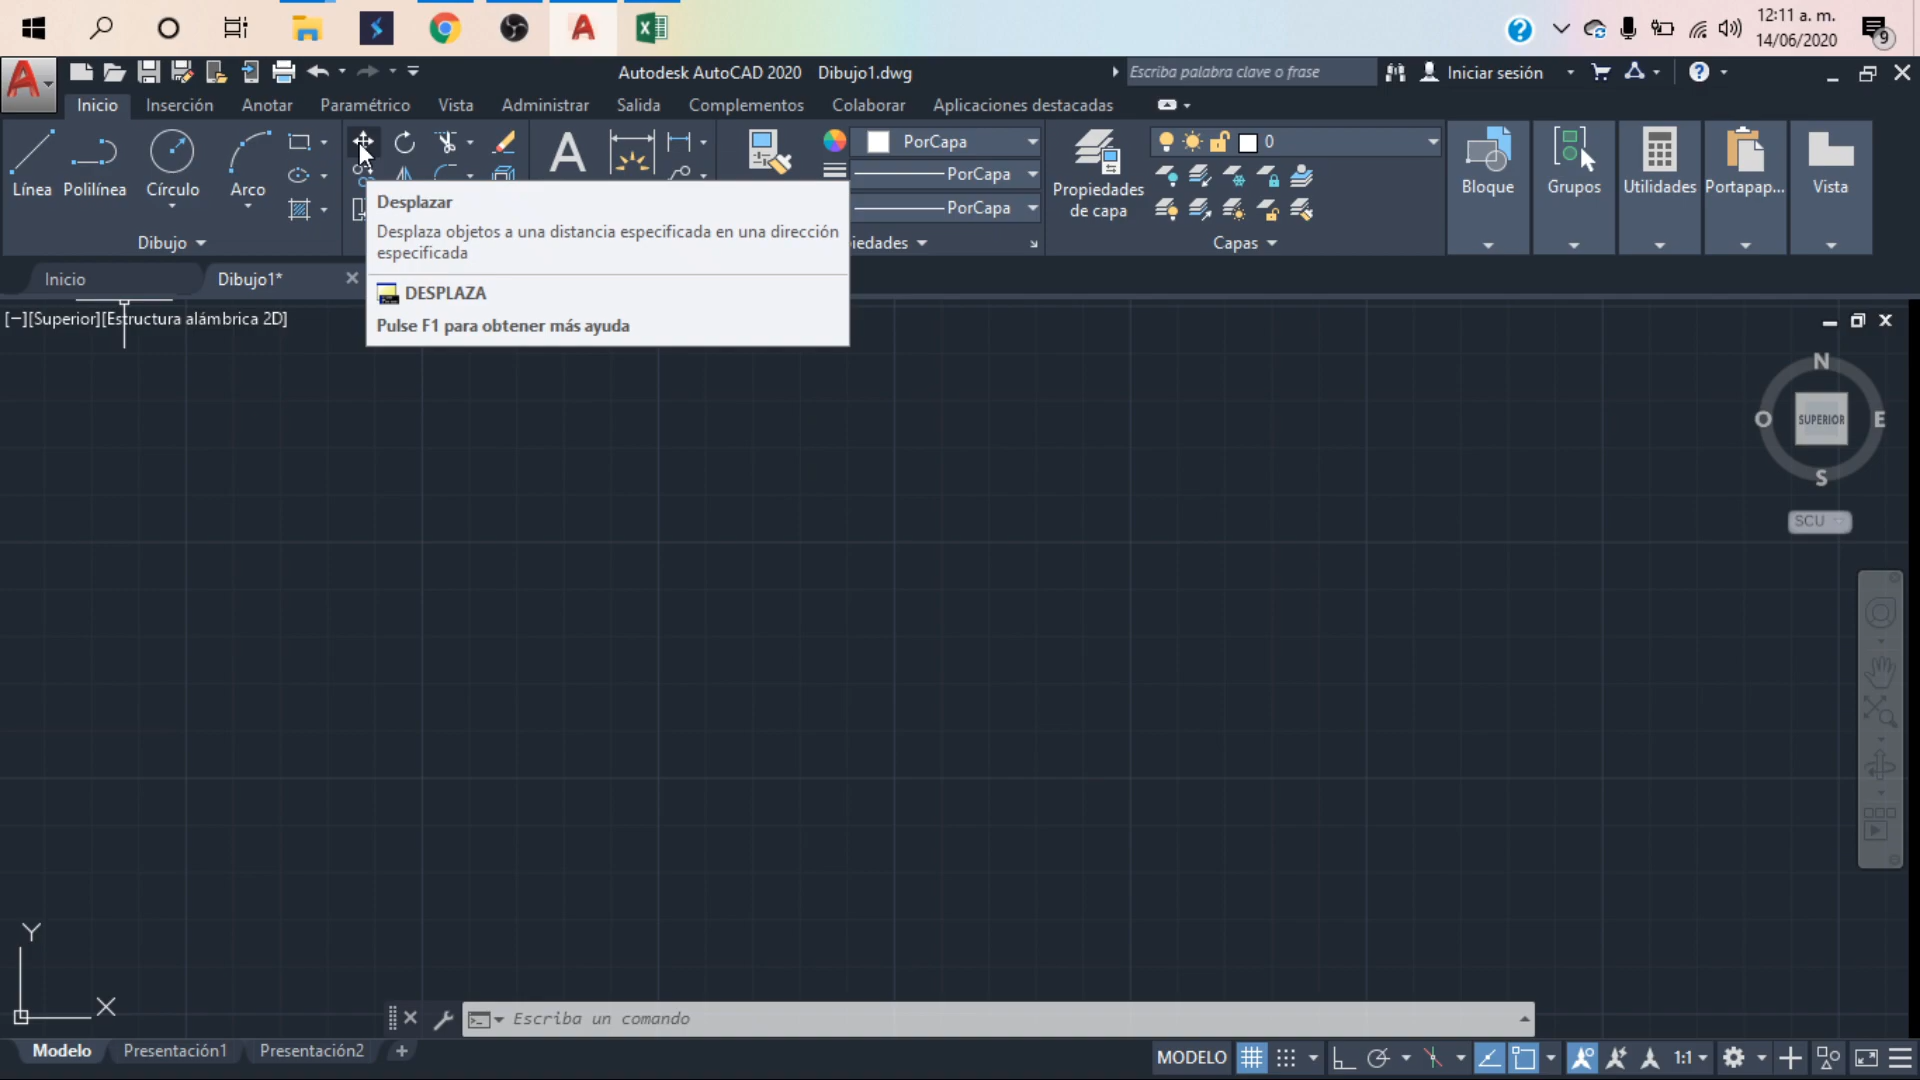 12:11 a. m.
14/06/2020
9
Autodesk AutoCAD 2020 Dibujo1.dwg
Escriba palabra clave o frase
Iniciar sesión
Inicio
Inserción
Anotar
Paramétrico
Vista
Administrar
Salida
Complementos
Colaborar
Aplicaciones destacadas
Línea
Polilínea
Círculo
Arco
Dibujo
PorCapa
PorCapa
PorCapa
iedades
Propiedades
de capa
0
Capas
Bloque
Grupos
Utilidades
Portapap...
Vista
Desplazar
Desplaza objetos a una distancia especificada en una dirección
especificada
DESPLAZA
Pulse F1 para obtener más ayuda
Inicio
Dibujo1*
[−][Superior][Estructura alámbrica 2D]
N
O
SUPERIOR
E
S
SCU
Y
X
Escriba un comando
Modelo
Presentación1
Presentación2
MODELO
1:1